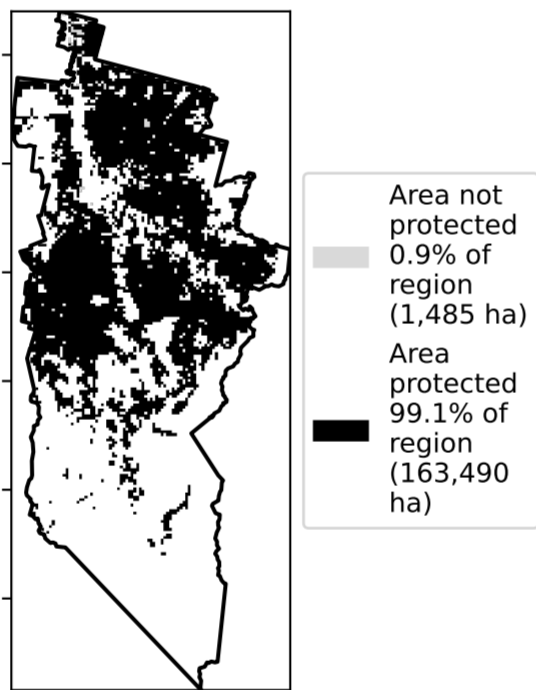 Area not
protected
0.9% of
region
(1,485 ha)
Area
protected
99.1% of
region
(163,490
ha)